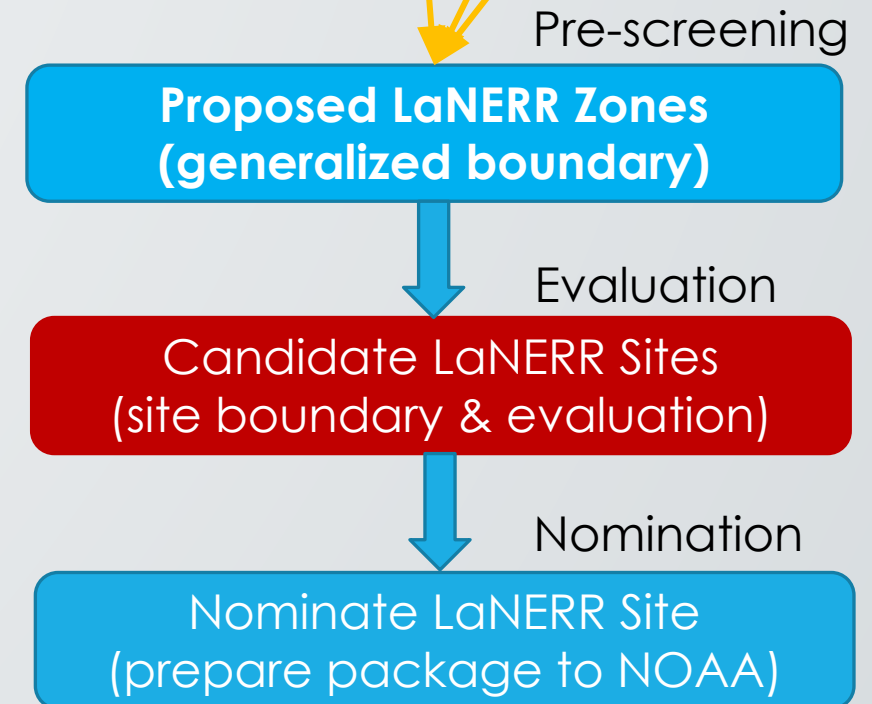 Pre-screening
Proposed LaNERR Zones
(generalized boundary)
Evaluation
Candidate LaNERR Sites
(site boundary & evaluation)
Nomination
Nominate LaNERR Site
(prepare package to NOAA)